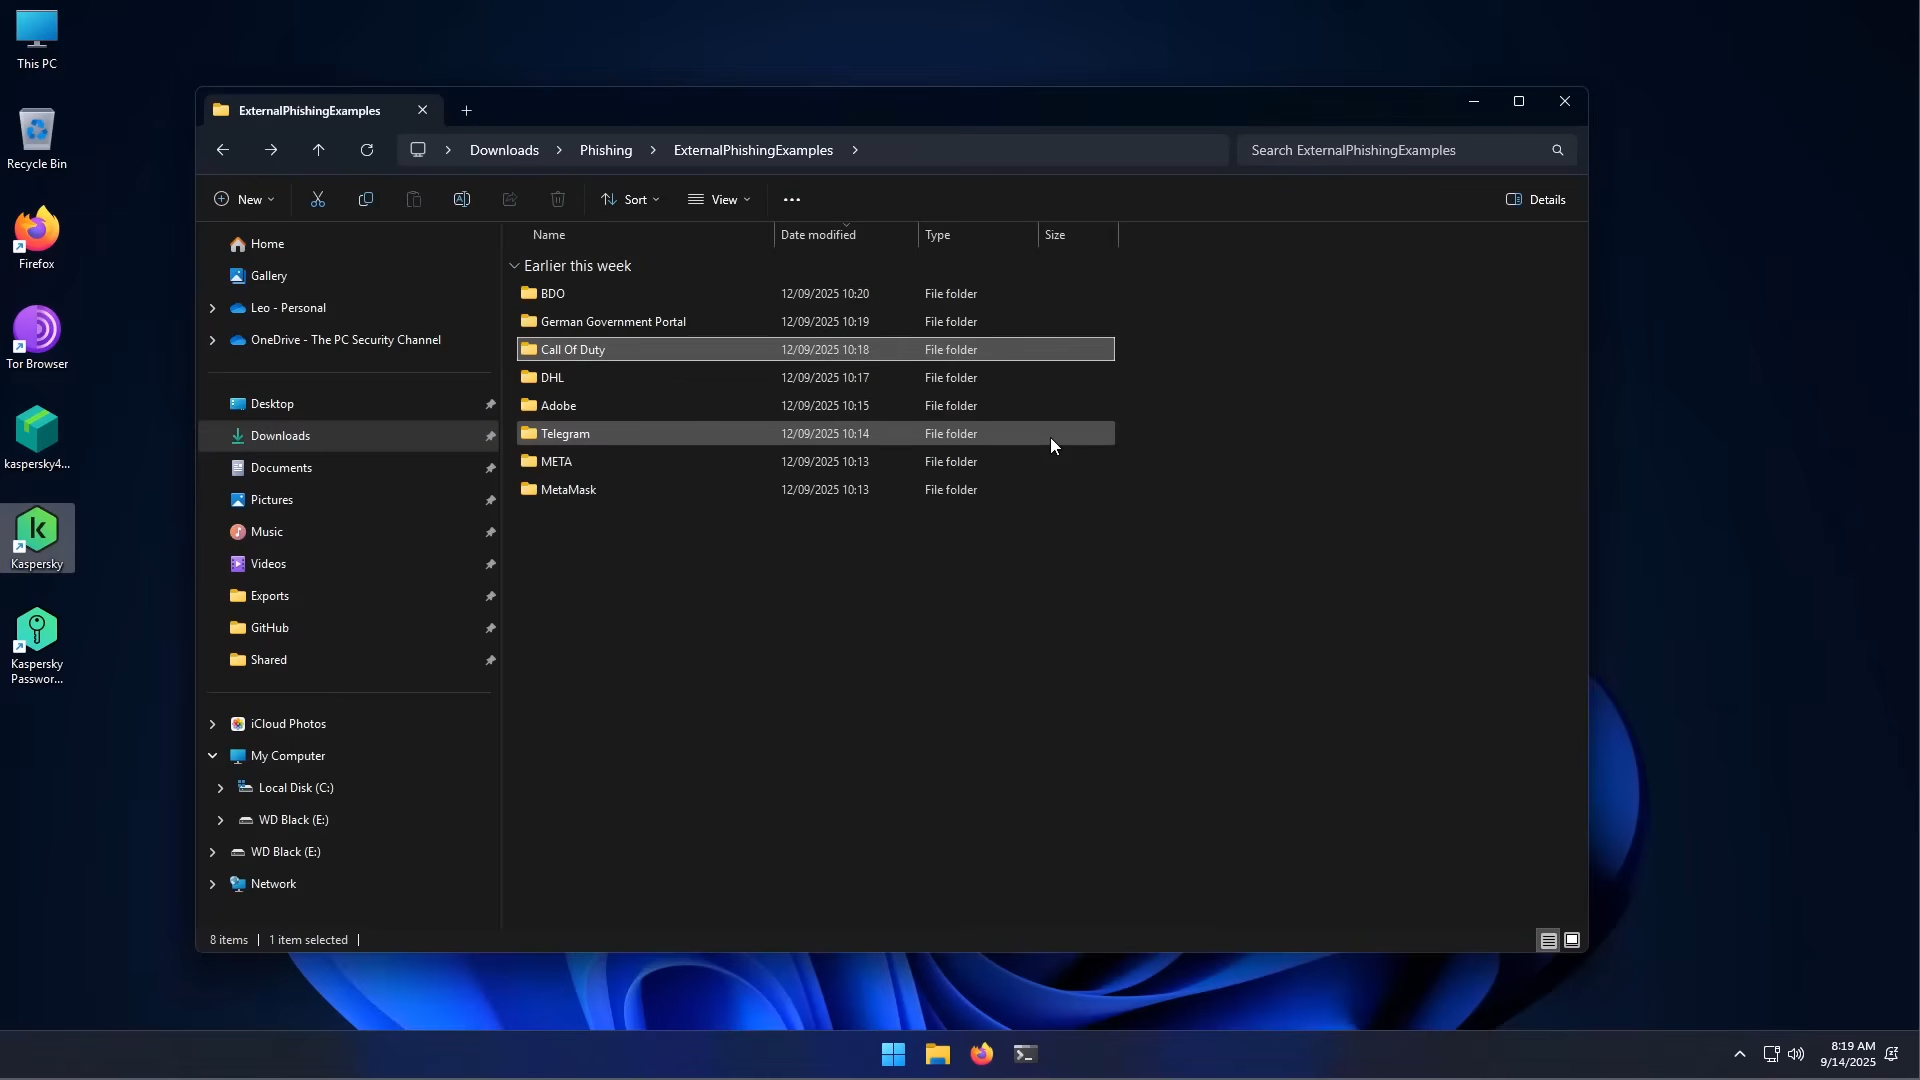 This PC
Recycle Bin
Firefox
Tor Browser
kaspersky4...
Kaspersky
Kaspersky
Passwor...
ExternalPhishingExamples
Downloads
Phishing
ExternalPhishingExamples
Search ExternalPhishingExamples
New
Sort
View
Details
Home
Gallery
Leo - Personal
OneDrive - The PC Security Channel
Desktop
Downloads
Documents
Pictures
Music
Videos
Exports
GitHub
Shared
iCloud Photos
My Computer
Local Disk (C:)
WD Black (E:)
WD Black (E:)
Network
Name Date modified Type Size
Earlier this week
BDO 12/09/2025 10:20 File folder
German Government Portal 12/09/2025 10:19 File folder
Call Of Duty 12/09/2025 10:18 File folder
DHL 12/09/2025 10:17 File folder
Adobe 12/09/2025 10:15 File folder
Telegram 12/09/2025 10:14 File folder
META 12/09/2025 10:13 File folder
MetaMask 12/09/2025 10:13 File folder
8 items 1 item selected
8:19 AM
9/14/2025